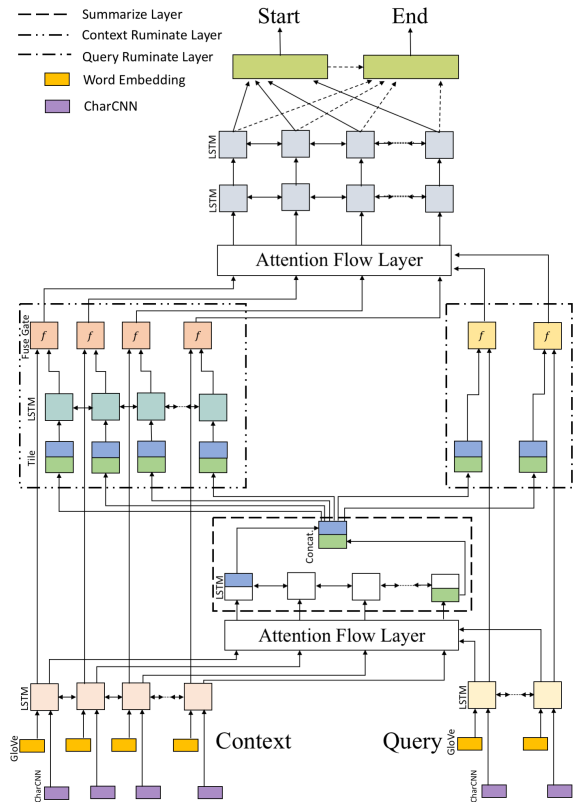 Summarize Layer
Context Ruminate Layer
Query Ruminate Layer
Word Embedding
CharCNN
Start End
LSTM
LSTM
Attention Flow Layer
Fuse Gate
f f f f f f
LSTM
Tile
Concat.
LSTM
Attention Flow Layer
LSTM LSTM
GloVe Context Query GloVe
CharCNN CharCNN